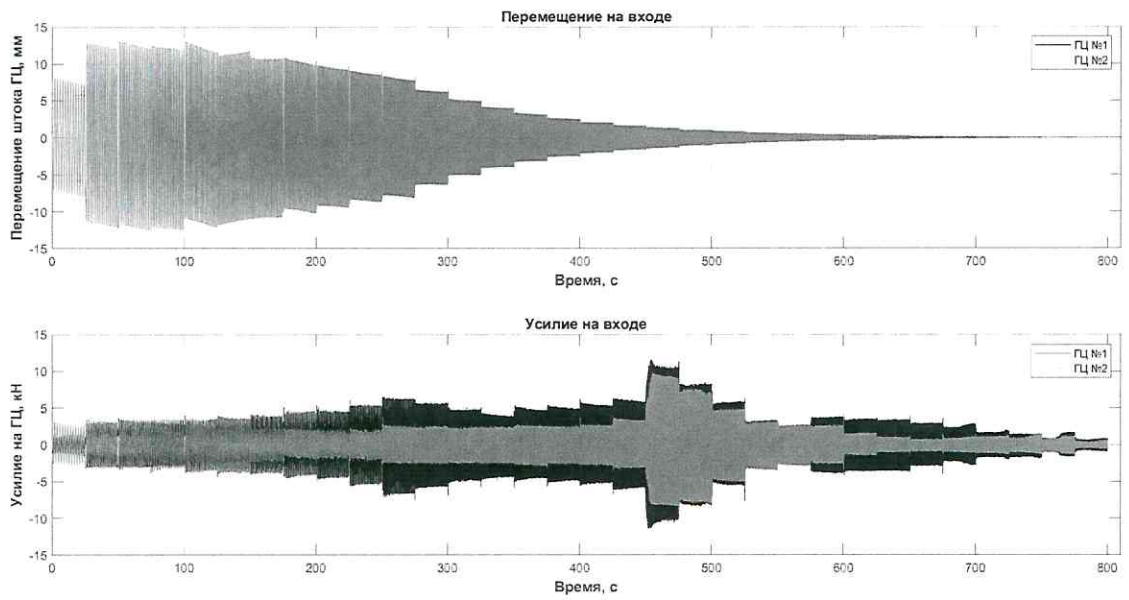 Перемещение на входе
15
10
5
0
-5
-10
-15
Перемещение штока ГЦ, мм
ГЦ №1
ГЦ №2
0 100 200 300 400 500 600 700 800
Время, с
Усилие на входе
15
10
5
0
-5
-10
-15
Усилие на ГЦ, кН
ГЦ №1
ГЦ №2
0 100 200 300 400 500 600 700 800
Время, с